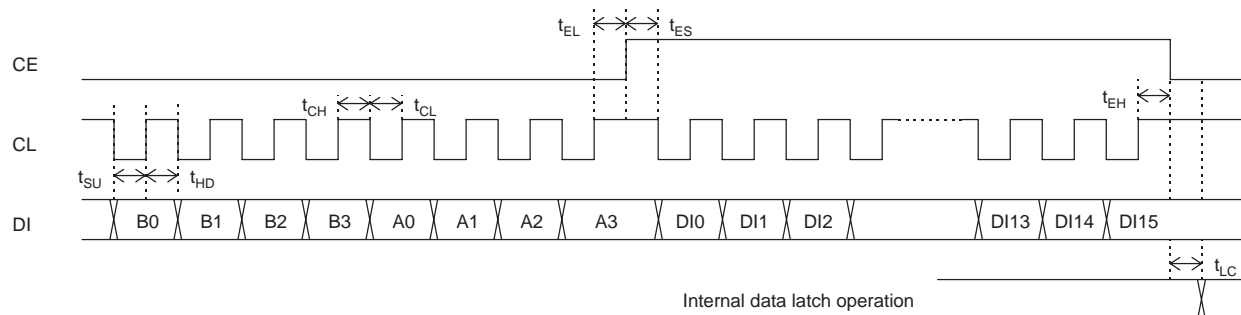 tEL
tES
CE
tCH
tCL
tEH
CL
tSU
tHD
DI
B0
B1
B2
B3
A0
A1
A2
A3
DI0
DI1
DI2
DI13
DI14
DI15
tLC
Internal data latch operation